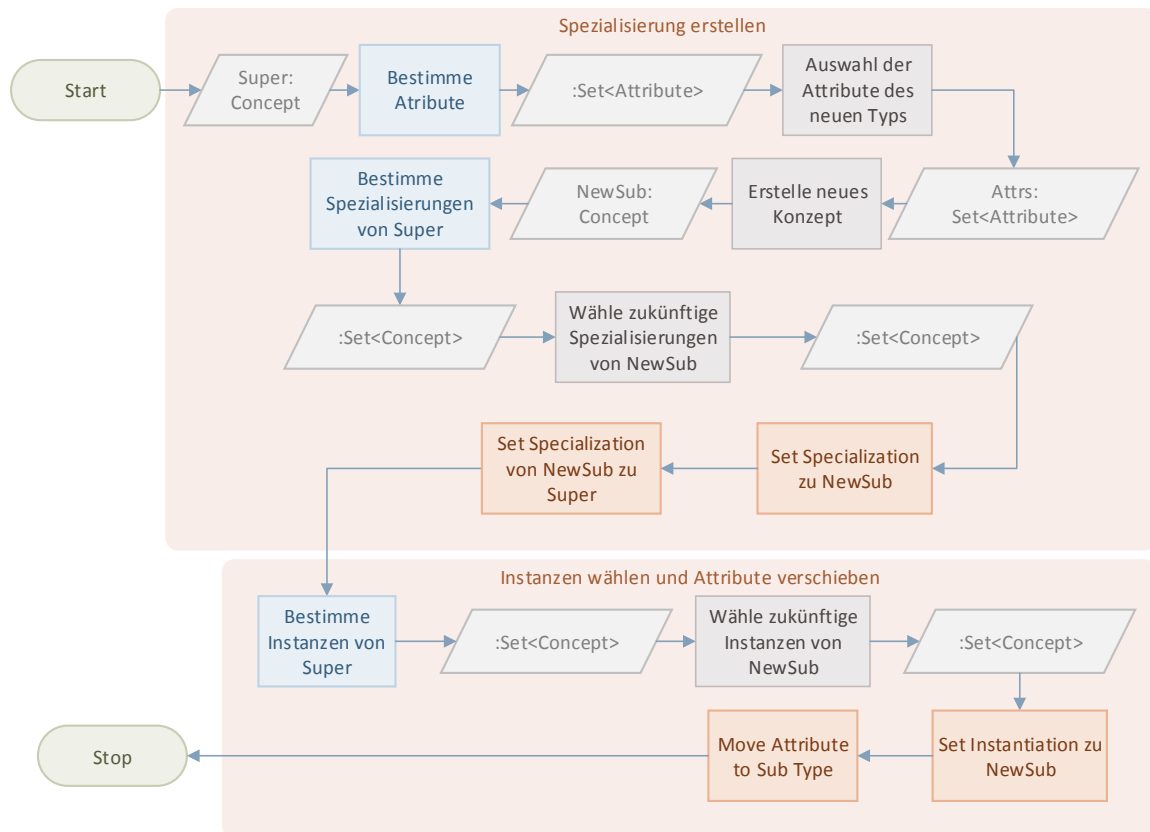 Spezialisierung erstellen
Start
Super:
Concept
Bestimme
Atribute
:Set<Attribute>
Auswahl der
Attribute des
neuen Typs
Attrs:
Set<Attribute>
Erstelle neues
Konzept
NewSub:
Concept
Bestimme
Spezialisierungen
von Super
:Set<Concept>
Wähle zukünftige
Spezialisierungen
von NewSub
:Set<Concept>
Set Specialization
zu NewSub
Set Specialization
von NewSub zu
Super
Instanzen wählen und Attribute verschieben
Bestimme
Instanzen von
Super
:Set<Concept>
Wähle zukünftige
Instanzen von
NewSub
:Set<Concept>
Set Instantiation zu
NewSub
Move Attribute
to Sub Type
Stop